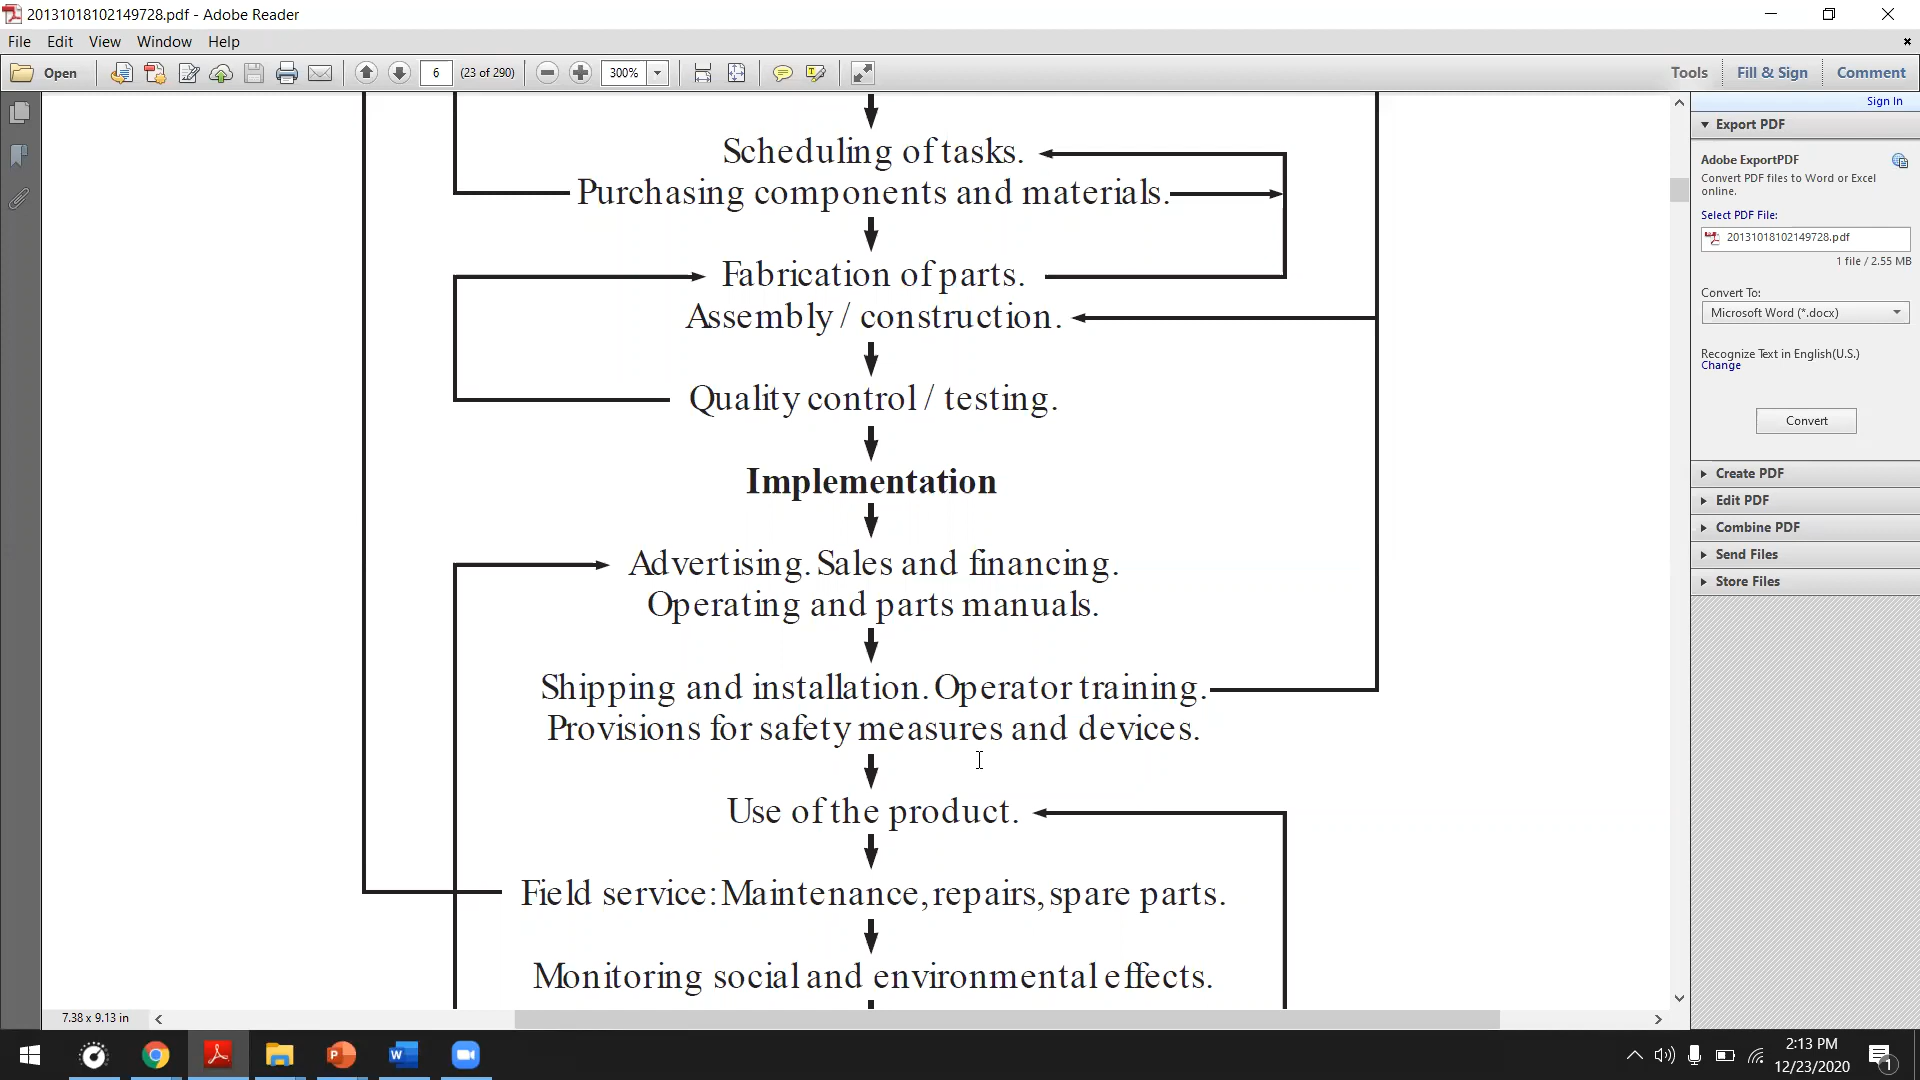 20131018102149728.pdf - Adobe Reader
File Edit View Window Help
Open 6 (23 of 290) 300% Tools Fill & Sign Comment
Sign In
Export PDF
Adobe ExportPDF
Convert PDF files to Word or Excel online.
Select PDF File:
20131018102149728.pdf
1 file / 2.55 MB
Convert To:
Microsoft Word (*.docx)
Recognize Text in English(U.S.)
Change
Convert
Create PDF
Edit PDF
Combine PDF
Send Files
Store Files
Scheduling of tasks.
Purchasing components and materials.
Fabrication of parts.
Assembly / construction.
Quality control / testing.
Implementation
Advertising. Sales and financing.
Operating and parts manuals.
Shipping and installation. Operator training.
Provisions for safety measures and devices.
Use of the product.
Field service: Maintenance, repairs, spare parts.
Monitoring social and environmental effects.
7.38 x 9.13 in
2:13 PM
12/23/2020
1